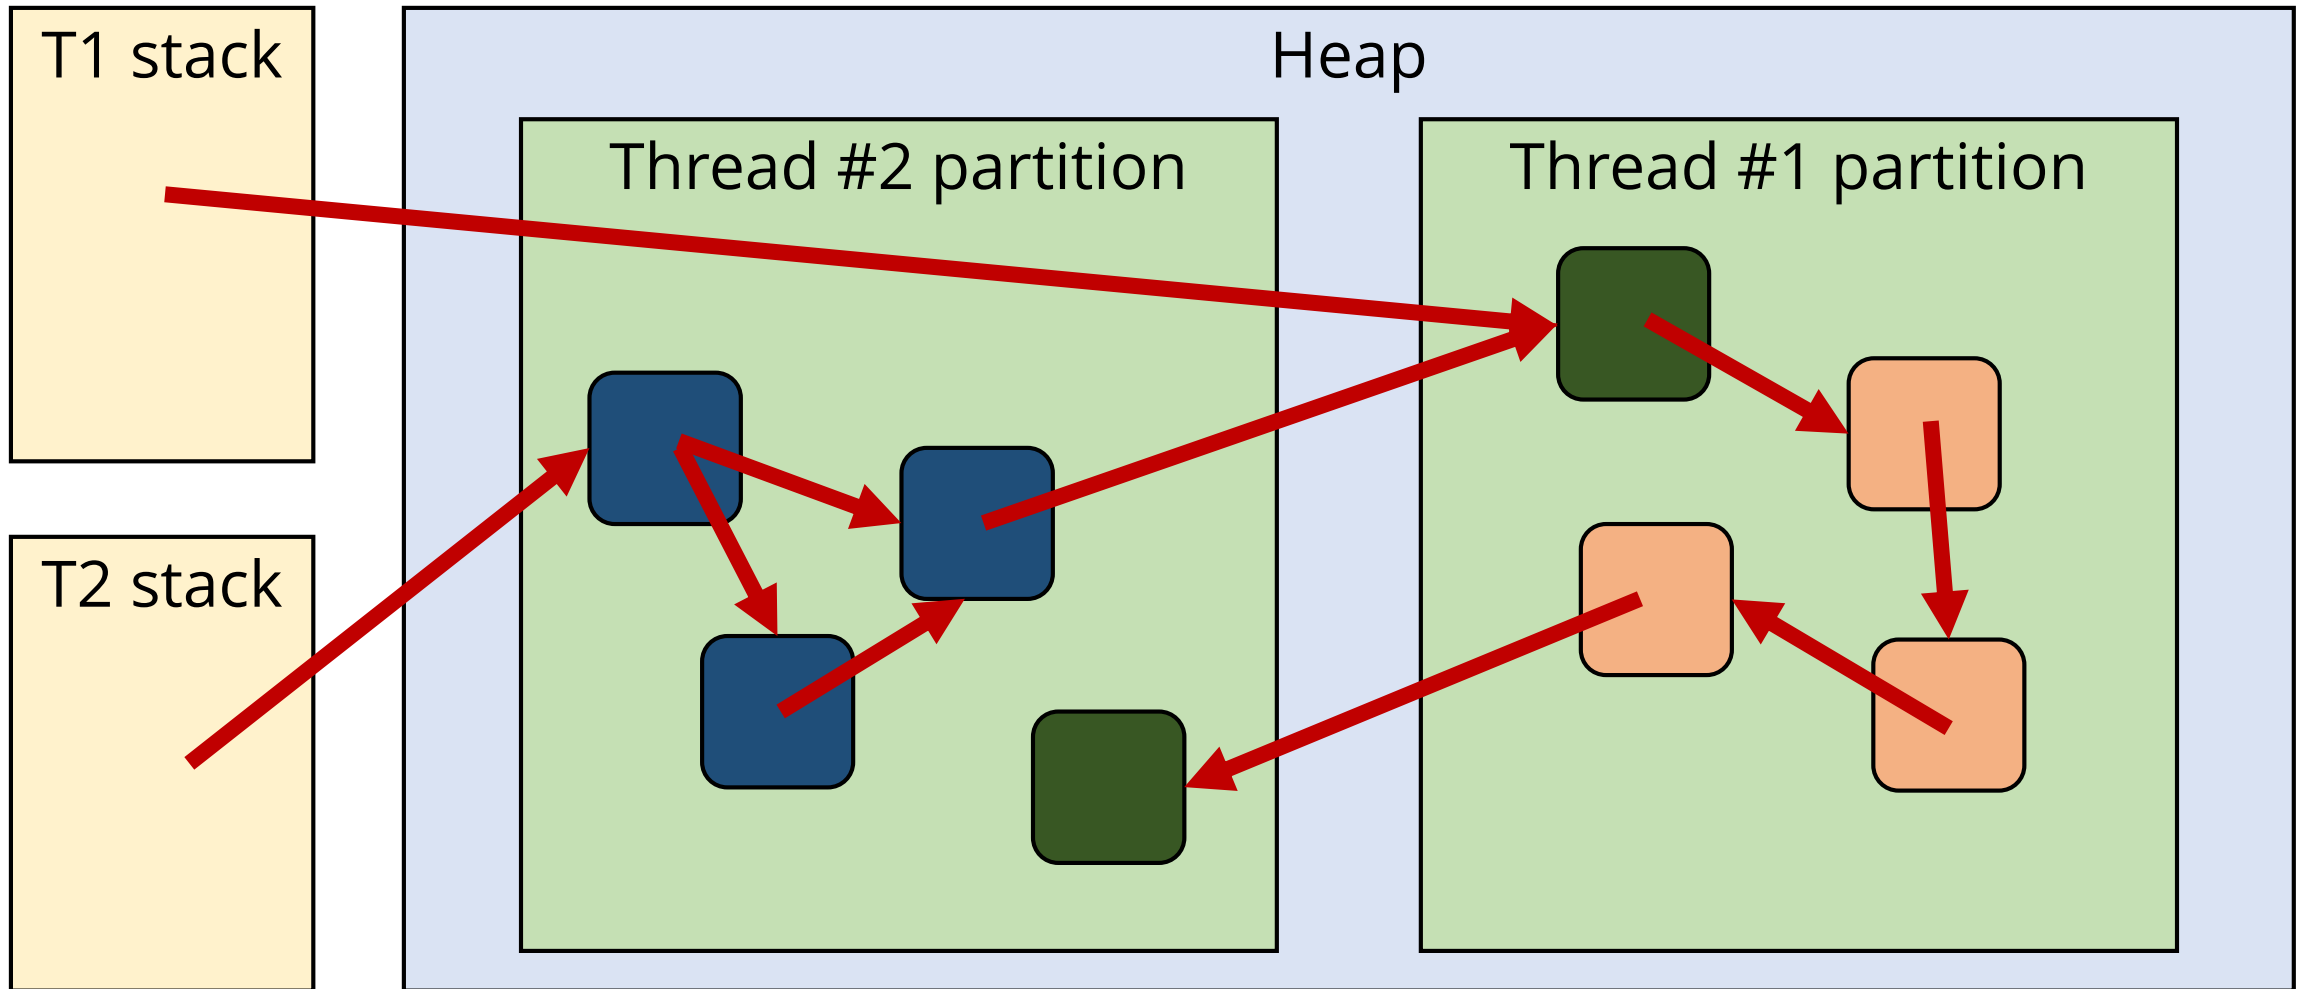 T1 stack
Heap
Thread #2 partition
Thread #1 partition
T2 stack